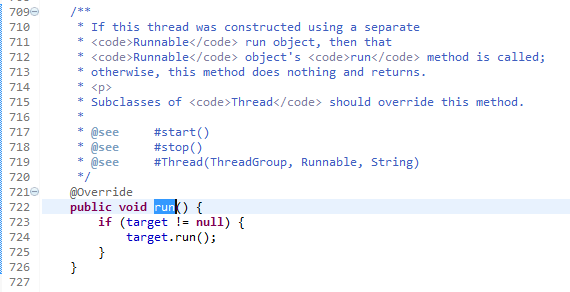 709 /**
710 * If this thread was constructed using a separate
711 * <code>Runnable</code> run object, then that
712 * <code>Runnable</code> object's <code>run</code> method is called;
713 * otherwise, this method does nothing and returns.
714 * <p>
715 * Subclasses of <code>Thread</code> should override this method.
716 *
717 * @see #start()
718 * @see #stop()
719 * @see #Thread(ThreadGroup, Runnable, String)
720 */
721 @Override
722 public void run() {
723 if (target != null) {
724 target.run();
725 }
726 }
727